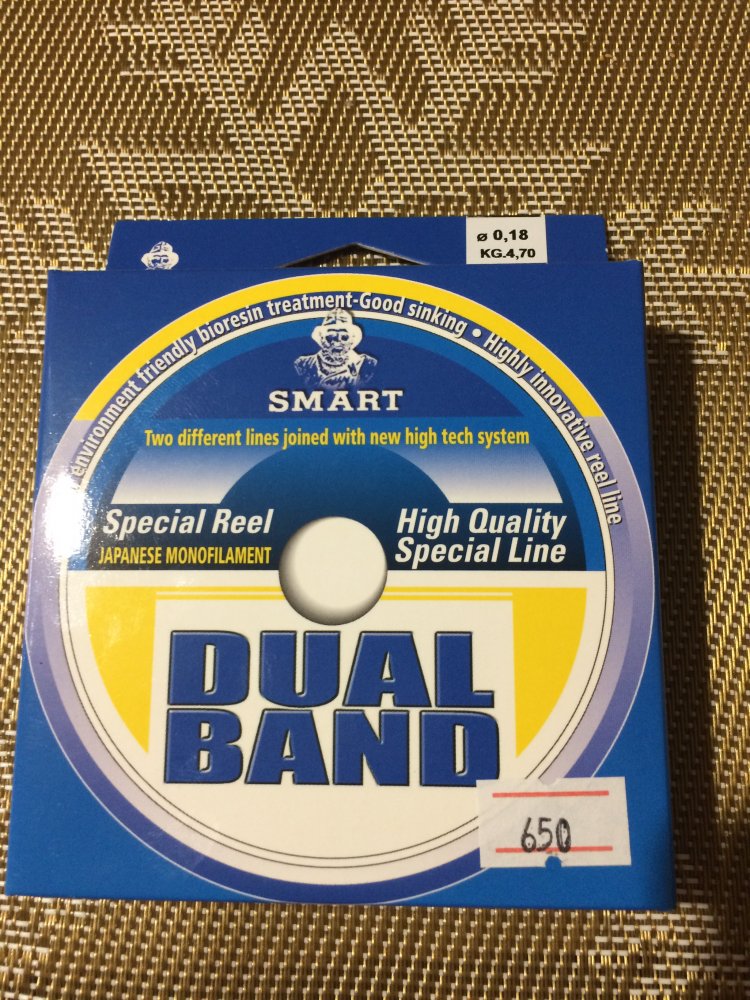 ø 0,18
KG.4,70
environment friendly bioresin treatment-Good sinking • Highly innovative reel line
SMART
Two different lines joined with new high tech system
Special Reel
JAPANESE MONOFILAMENT
High Quality
Special Line
DUAL
BAND
650